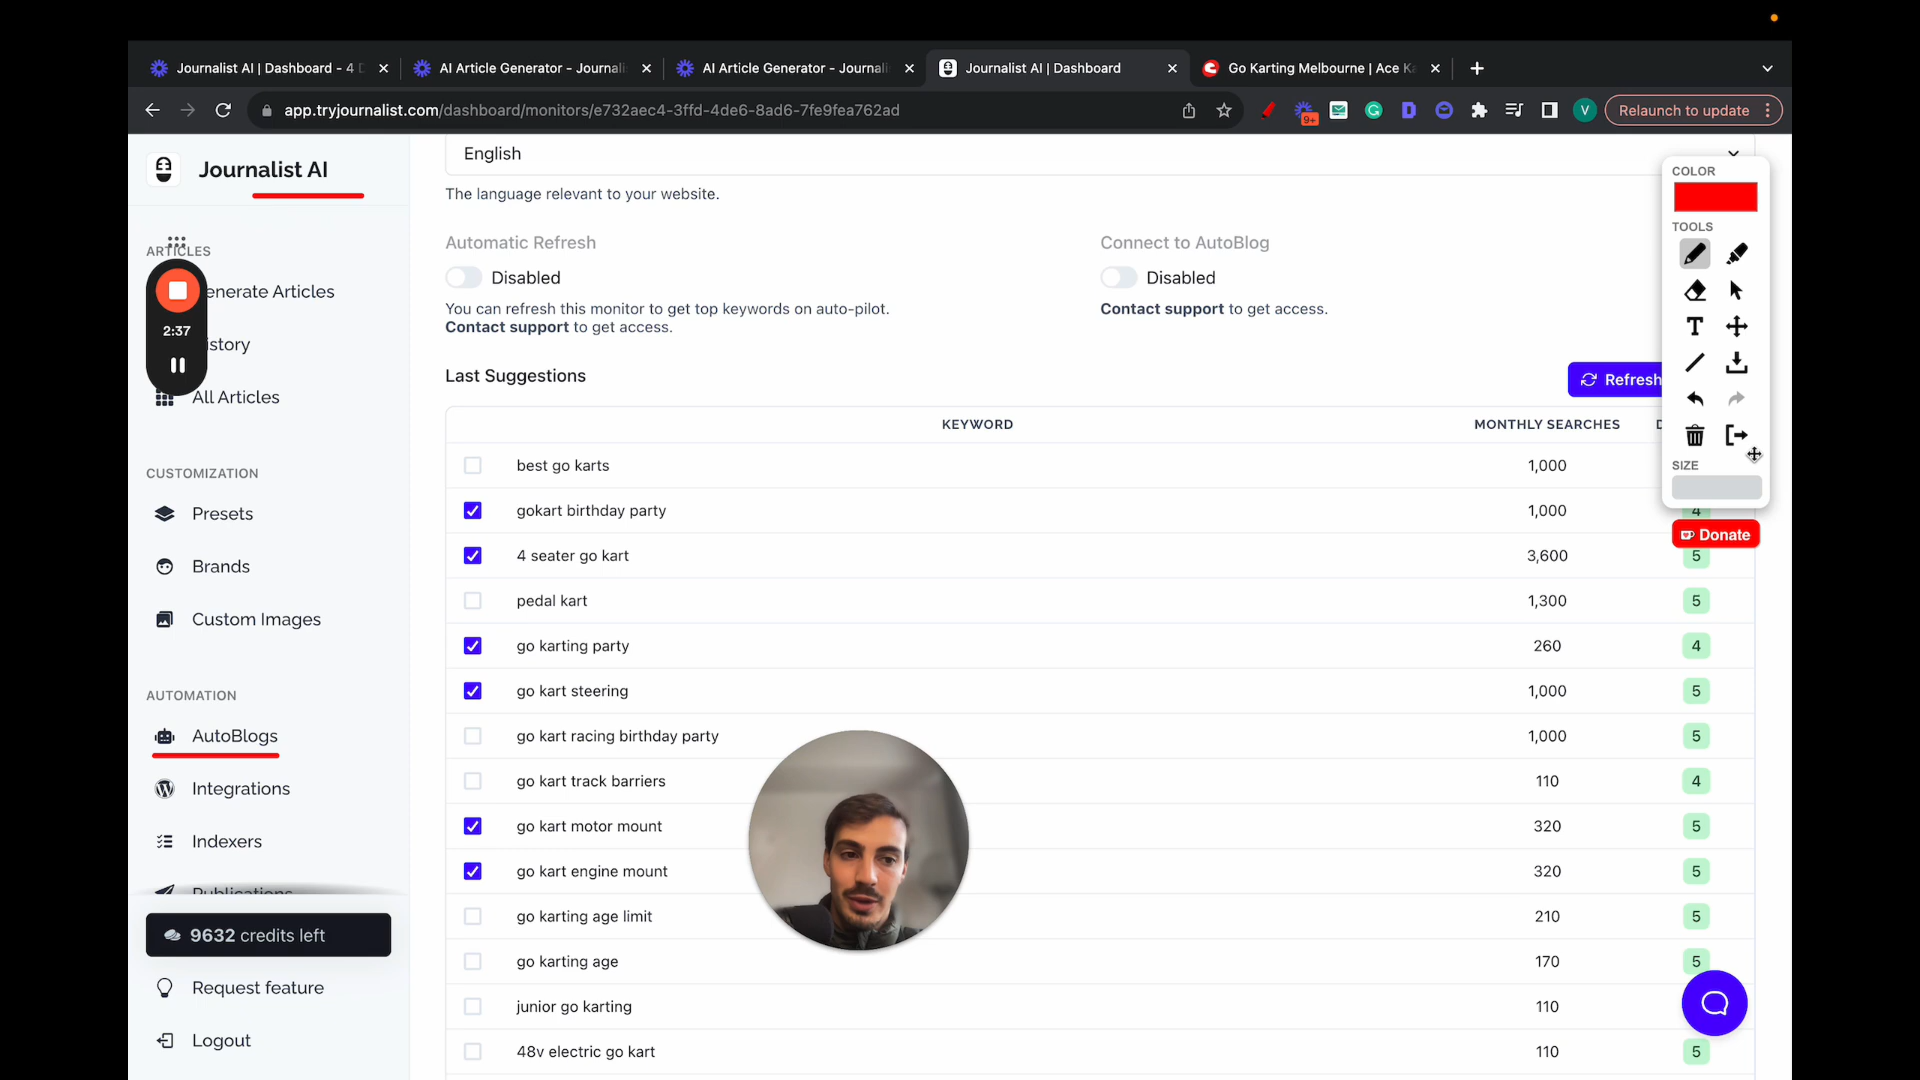 Journalist AI | Dashboard - 4
AI Article Generator - Journali
AI Article Generator - Journali
Journalist AI | Dashboard
Go Karting Melbourne | Ace Ka
app.tryjournalist.com/dashboard/monitors/e732aec4-3ffd-4de6-8ad6-7fe9fea762ad
9+
V
Relaunch to update
Journalist AI
ARTICLES
enerate Articles
2:37
istory
All Articles
CUSTOMIZATION
Presets
Brands
Custom Images
AUTOMATION
AutoBlogs
Integrations
Indexers
Publications
9632 credits left
Request feature
Logout
English
The language relevant to your website.
Automatic Refresh
Disabled
You can refresh this monitor to get top keywords on auto-pilot.
Contact support to get access.
Connect to AutoBlog
Disabled
Contact support to get access.
Last Suggestions
Refresh
KEYWORD MONTHLY SEARCHES D
best go karts 1,000
gokart birthday party 1,000 4
4 seater go kart 3,600 5
pedal kart 1,300 5
go karting party 260 4
go kart steering 1,000 5
go kart racing birthday party 1,000 5
go kart track barriers 110 4
go kart motor mount 320 5
go kart engine mount 320 5
go karting age limit 210 5
go karting age 170 5
junior go karting 110
48v electric go kart 110 5
COLOR
TOOLS
T
SIZE
Donate